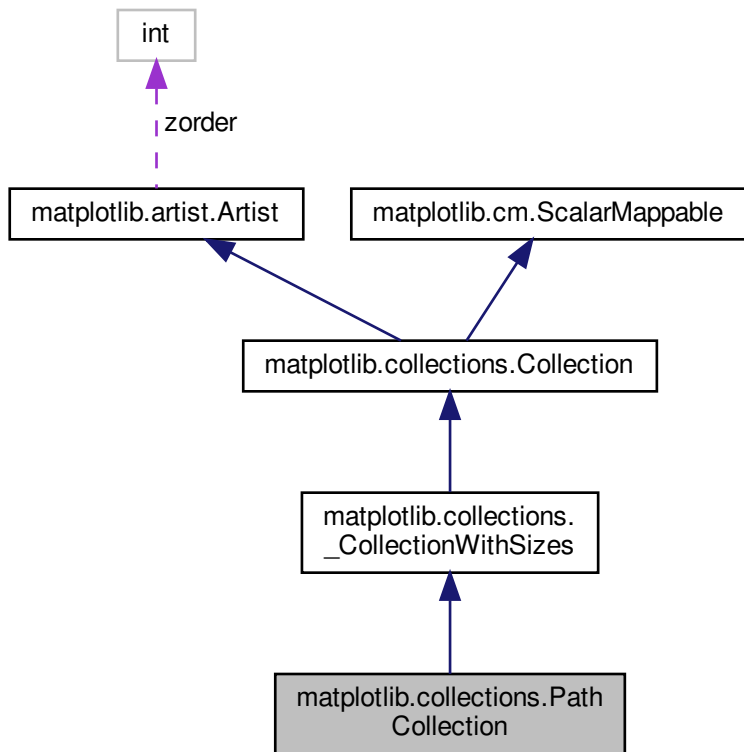 int
zorder
matplotlib.artist.Artist
matplotlib.cm.ScalarMappable
matplotlib.collections.Collection
matplotlib.collections.
_CollectionWithSizes
matplotlib.collections.Path
Collection